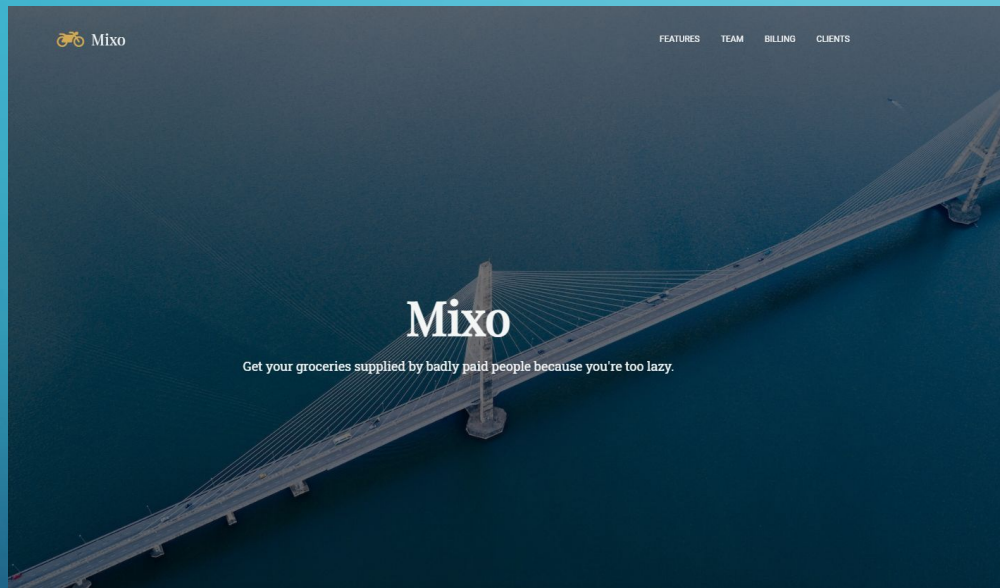 Mixo
FEATURES TEAM BILLING CLIENTS
Mixo
Get your groceries supplied by badly paid people because you're too lazy.